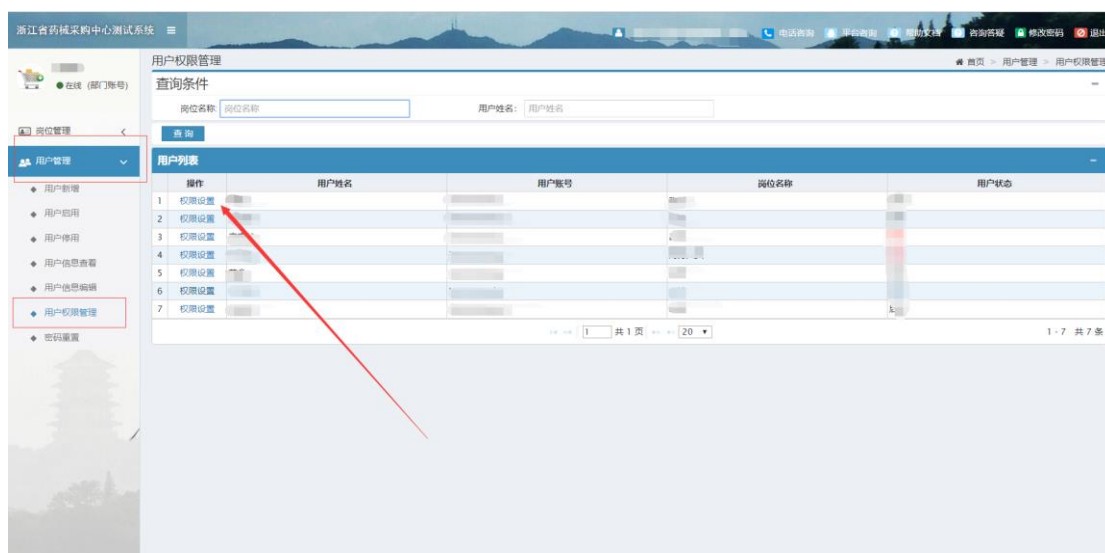 浙江省药械采购中心测试系统
电话咨询 平台咨询 帮助文档 咨询答疑 修改密码 退出
在线 (部门账号)
用户权限管理
首页 > 用户管理 > 用户权限管理
查询条件
岗位名称: 岗位名称 用户姓名: 用户姓名
查询
岗位管理
用户管理
用户新增
用户启用
用户停用
用户信息查看
用户信息编辑
用户权限管理
密码重置
用户列表
操作 用户姓名 用户账号 岗位名称 用户状态
1 权限设置
2 权限设置
3 权限设置
4 权限设置
5 权限设置
6 权限设置
7 权限设置
1 共 1 页 20
1 - 7 共 7 条